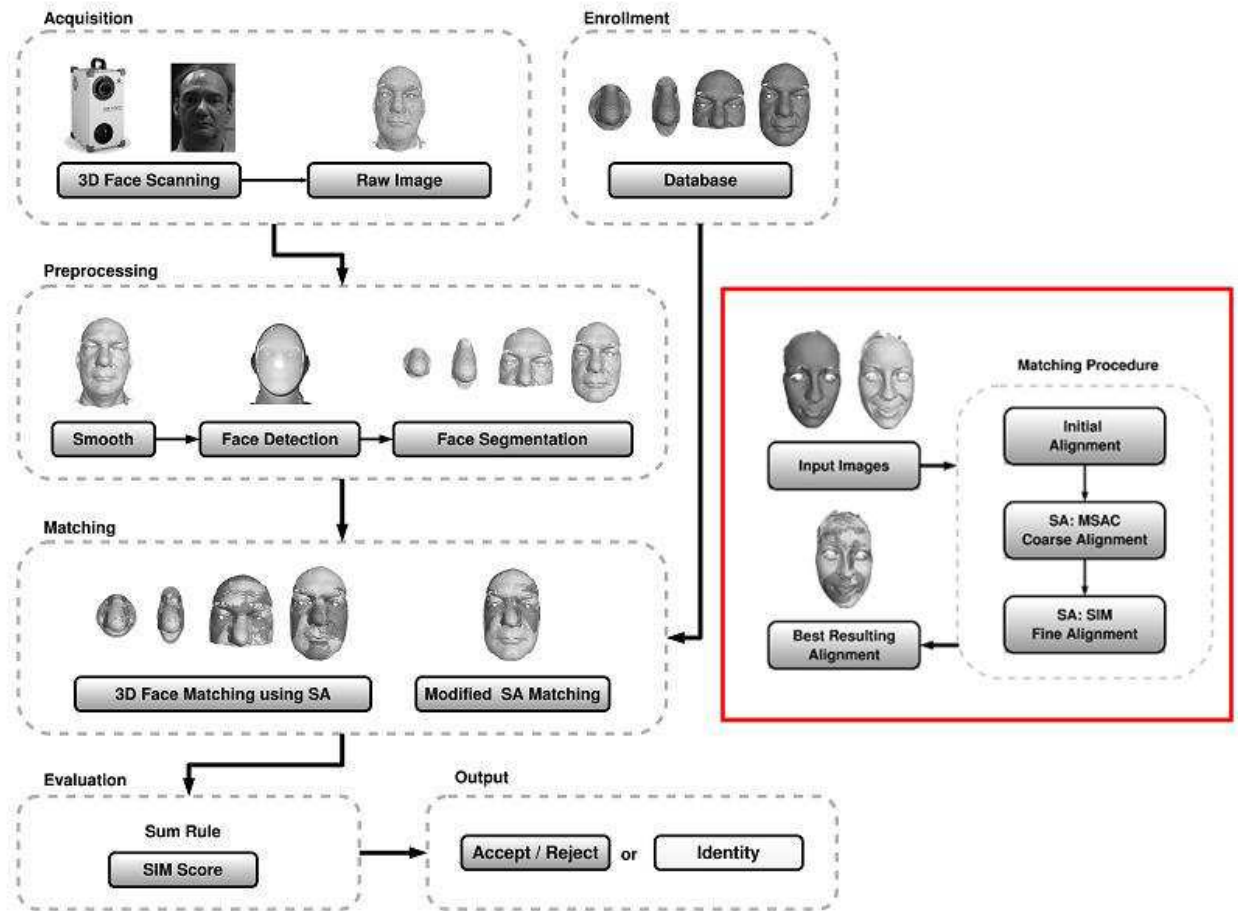 Acquisition
3D Face Scanning
Raw Image
Enrollment
Database
Preprocessing
Smooth
Face Detection
Face Segmentation
Matching
3D Face Matching using SA
Modified SA Matching
Evaluation
Sum Rule
SIM Score
Output
Accept / Reject
or
Identity
Input Images
Matching Procedure
Initial
Alignment
SA: MSAC
Coarse Alignment
SA: SIM
Fine Alignment
Best Resulting
Alignment